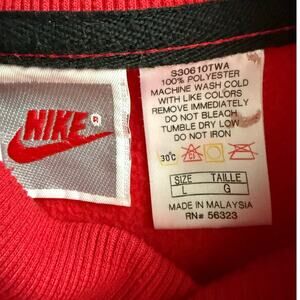 NIKE ®
S30610TWA
100% POLYESTER
MACHINE WASH COLD
WITH LIKE COLORS
REMOVE IMMEDIATELY
DO NOT BLEACH
TUMBLE DRY LOW
DO NOT IRON
30°C
SIZE TAILLE
L G
MADE IN MALAYSIA
RN# 56323